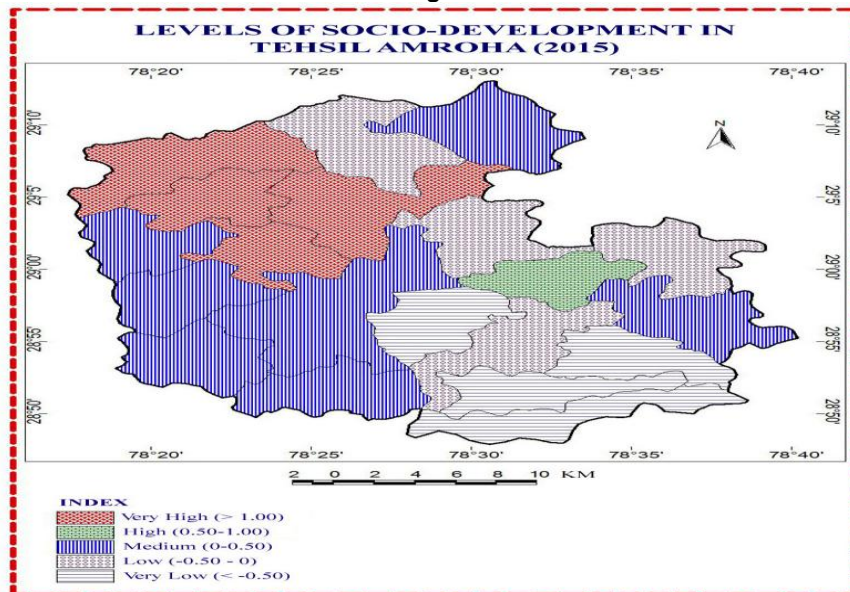 LEVELS OF SOCIO-DEVELOPMENT IN
TEHSIL AMROHA (2015)
78°20' 78°25' 78°30' 78°35' 78°40'
29°10' 29°10'
N
29°5' 29°5'
29°00' 29°00'
28°55' 28°55'
28°50' 28°50'
78°20' 78°25' 78°30' 78°35' 78°40'
2 0 2 4 6 8 10 KM
INDEX
Very High (> 1.00)
High (0.50-1.00)
Medium (0-0.50)
Low (-0.50 - 0)
Very Low (< -0.50)